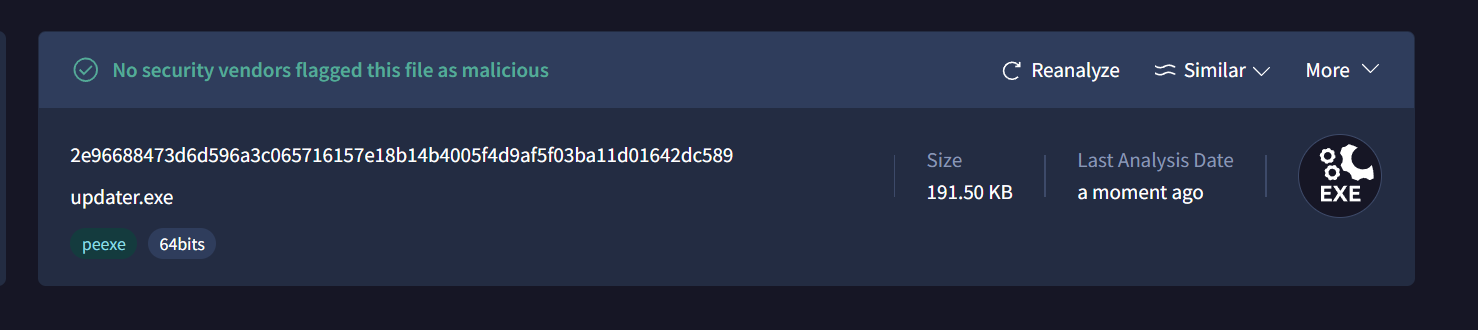 No security vendors flagged this file as malicious
Reanalyze
Similar
More
2e96688473d6d596a3c065716157e18b14b4005f4d9af5f03ba11d01642dc589
updater.exe
peexe
64bits
Size
191.50 KB
Last Analysis Date
a moment ago
EXE